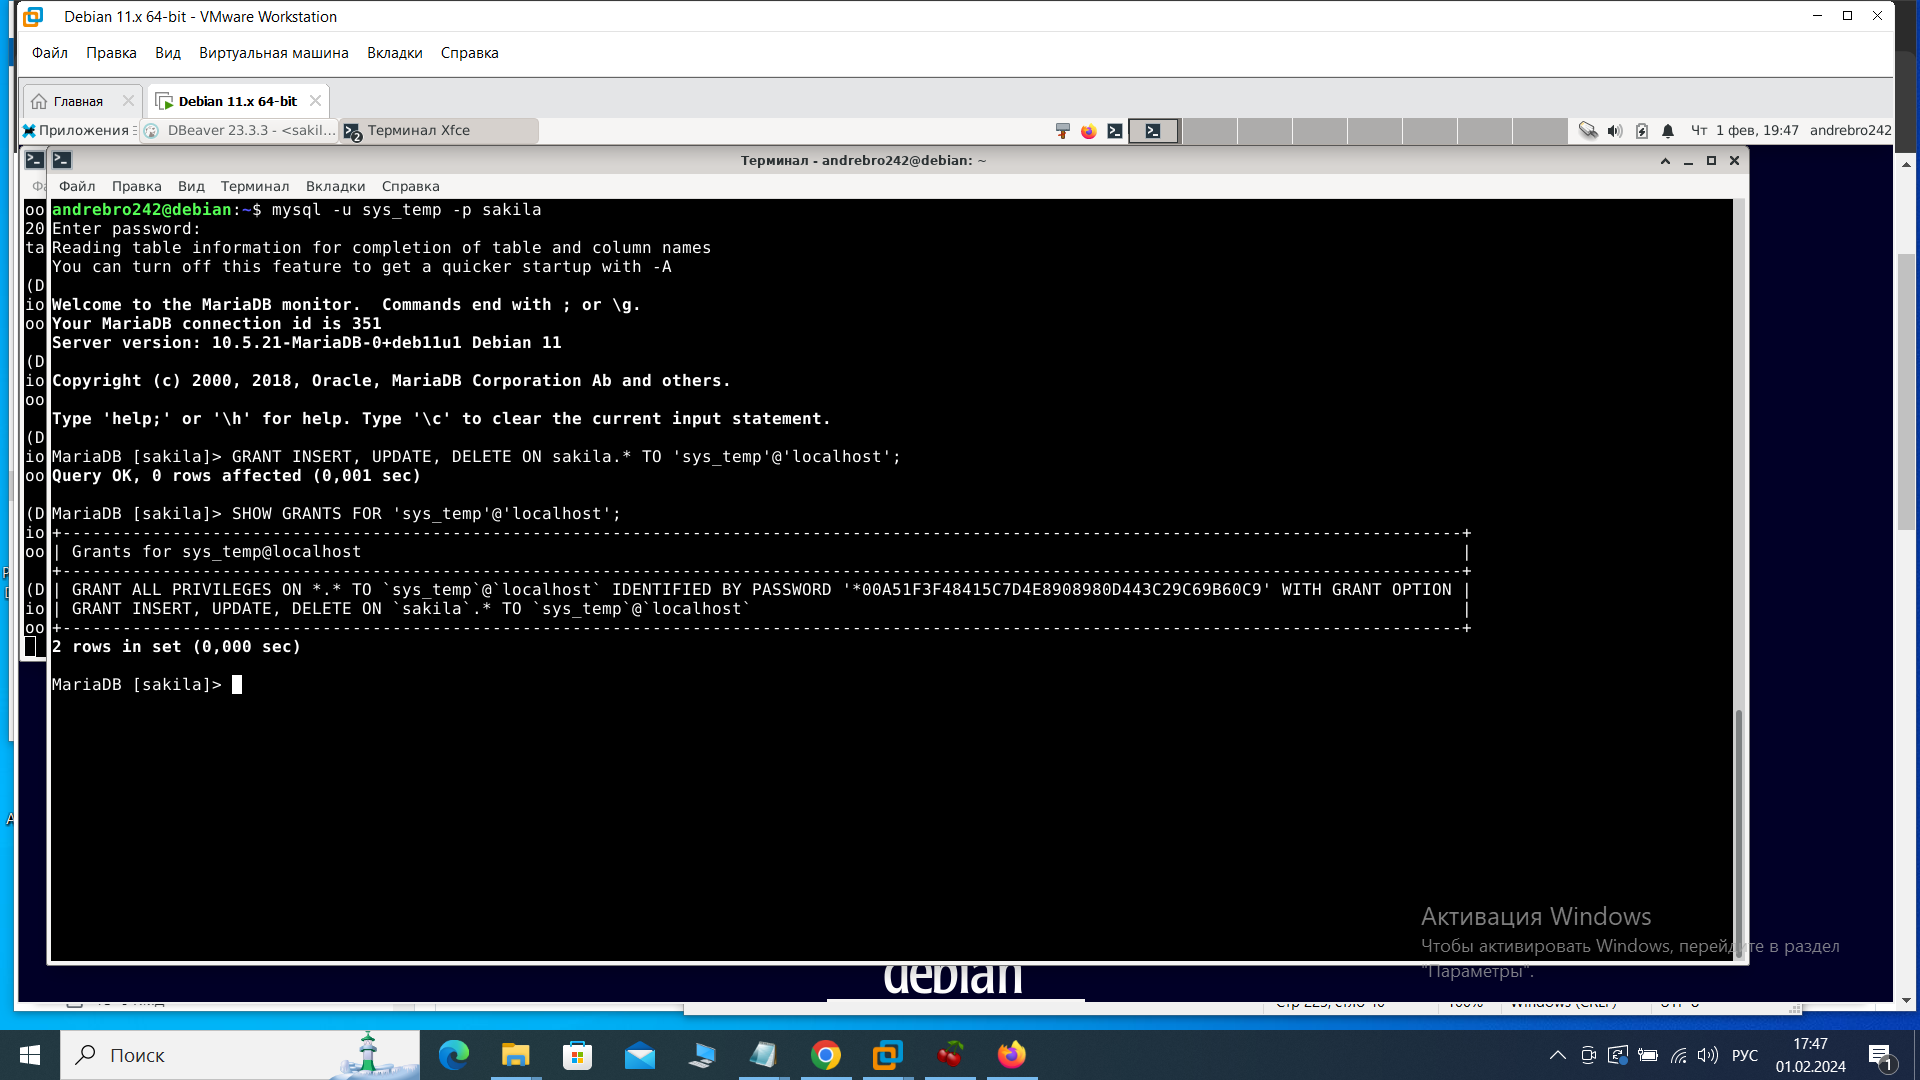 Debian 11.x 64-bit - VMware Workstation
Файл Правка Вид Виртуальная машина Вкладки Справка
Главная Debian 11.x 64-bit
Приложения DBeaver 23.3.3 - <sakil... Терминал Xfce Чт 1 фев, 19:47 andrebro242
Терминал - andrebro242@debian: ~
Файл Правка Вид Терминал Вкладки Справка
andrebro242@debian:~$ mysql -u sys_temp -p sakila
Enter password:
Reading table information for completion of table and column names
You can turn off this feature to get a quicker startup with -A
Welcome to the MariaDB monitor.  Commands end with ; or \g.
Your MariaDB connection id is 351
Server version: 10.5.21-MariaDB-0+deb11u1 Debian 11
Copyright (c) 2000, 2018, Oracle, MariaDB Corporation Ab and others.
Type 'help;' or '\h' for help. Type '\c' to clear the current input statement.
MariaDB [sakila]> GRANT INSERT, UPDATE, DELETE ON sakila.* TO 'sys_temp'@'localhost';
Query OK, 0 rows affected (0,001 sec)
MariaDB [sakila]> SHOW GRANTS FOR 'sys_temp'@'localhost';
| Grants for sys_temp@localhost |
| GRANT ALL PRIVILEGES ON *.* TO `sys_temp`@`localhost` IDENTIFIED BY PASSWORD '*00A51F3F48415C7D4E8908980D443C29C69B60C9' WITH GRANT OPTION |
| GRANT INSERT, UPDATE, DELETE ON `sakila`.* TO `sys_temp`@`localhost` |
2 rows in set (0,000 sec)
MariaDB [sakila]>
Активация Windows
Чтобы активировать Windows, перейдите в раздел
"Параметры".
debian
Поиск
РУС
17:47
01.02.2024
1